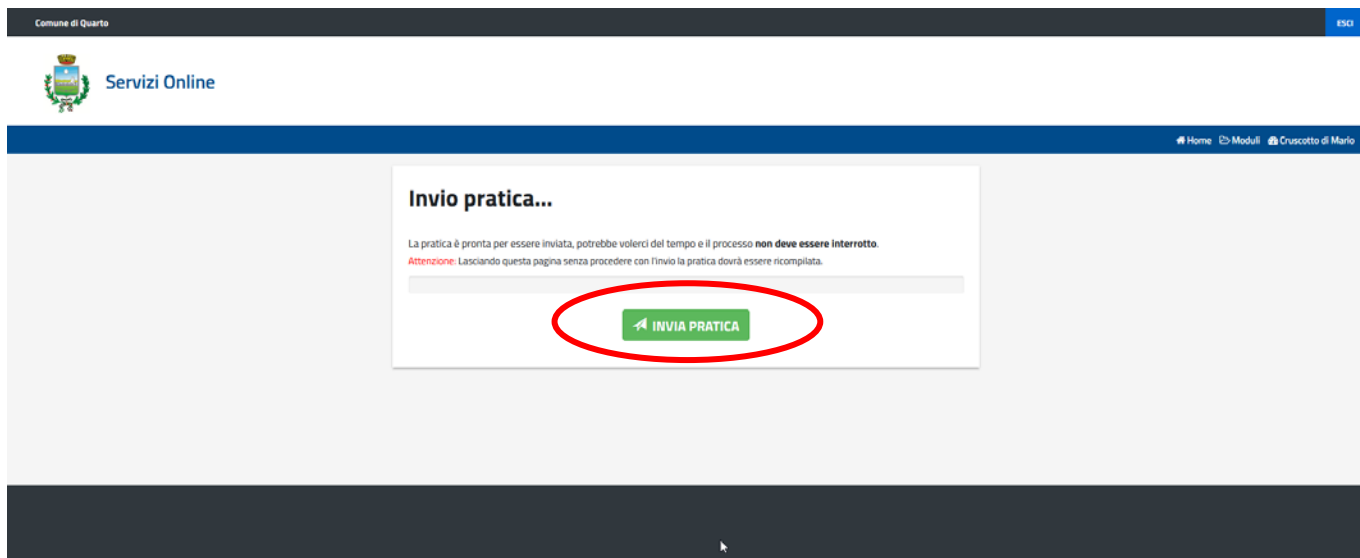 Comune di Quarto
ESCI
Servizi Online
Home Moduli Cruscotto di Mario
Invio pratica...
La pratica è pronta per essere inviata, potrebbe volerci del tempo e il processo non deve essere interrotto.
Attenzione: Lasciando questa pagina senza procedere con l'invio la pratica dovrà essere ricompilata.
INVIA PRATICA